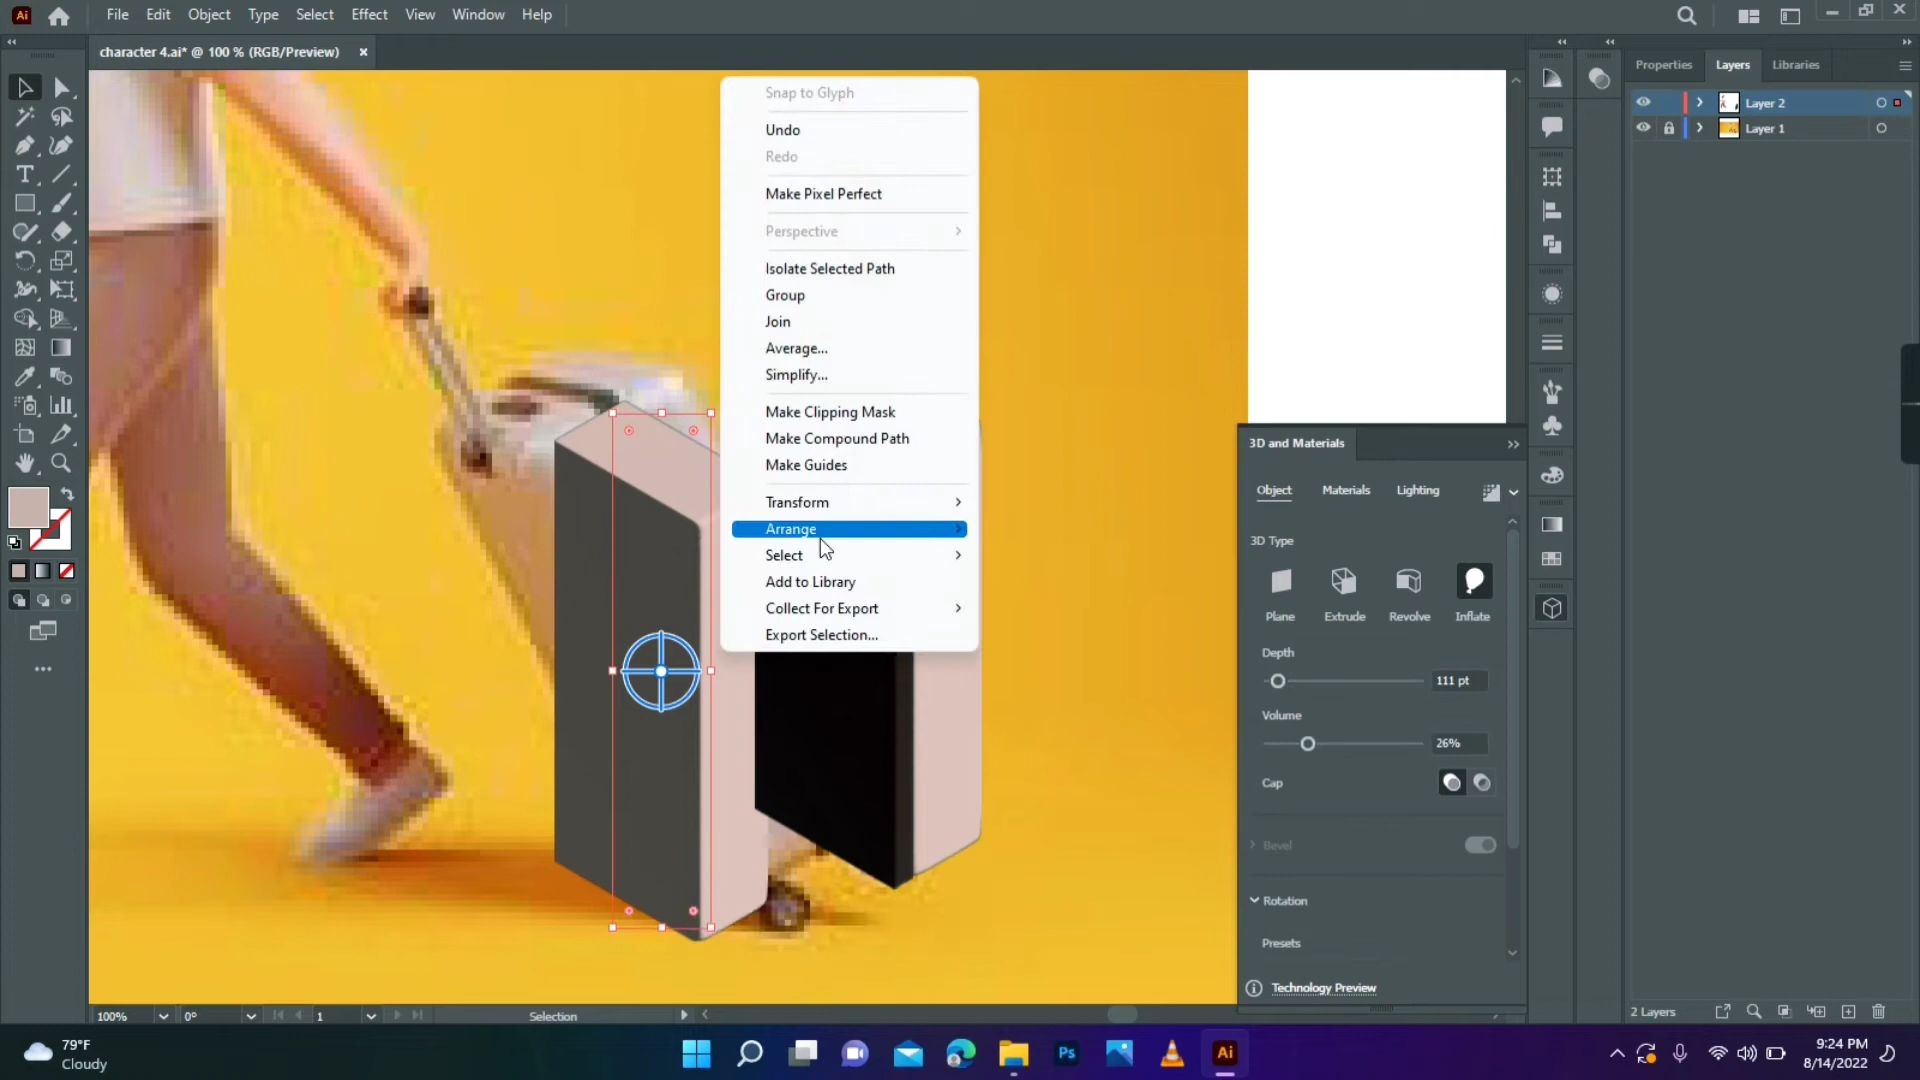 Ai File Edit Object Type Select Effect View Window Help
character 4.ai* @ 100 % (RGB/Preview) ×
Snap to Glyph
Undo
Redo
Make Pixel Perfect
Perspective
Isolate Selected Path
Group
Join
Average...
Simplify...
Make Clipping Mask
Make Compound Path
Make Guides
Transform
Arrange
Select
Add to Library
Collect For Export
Export Selection...
Properties Layers Libraries
Layer 2
Layer 1
3D and Materials
Object Materials Lighting
3D Type
Plane Extrude Revolve Inflate
Depth
111 pt
Volume
26%
Cap
Bevel
Rotation
Presets
Technology Preview
100% 0° 1 Selection
2 Layers
79°F
Cloudy
Ps Ai
9:24 PM
8/14/2022